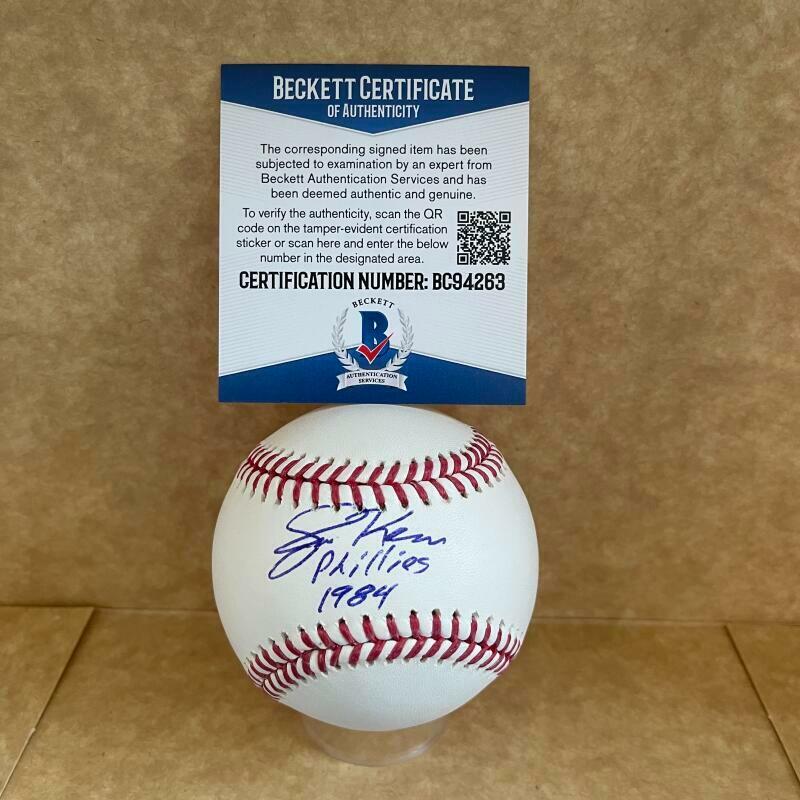 BECKETT CERTIFICATE
OF AUTHENTICITY
The corresponding signed item has been
subjected to examination by an expert from
Beckett Authentication Services and has
been deemed authentic and genuine.
To verify the authenticity, scan the QR
code on the tamper-evident certification
sticker or scan here and enter the below
number in the designated area.
CERTIFICATION NUMBER: BC94263
BECKETT
B
AUTHENTICATION
SERVICES
Phillies
1984